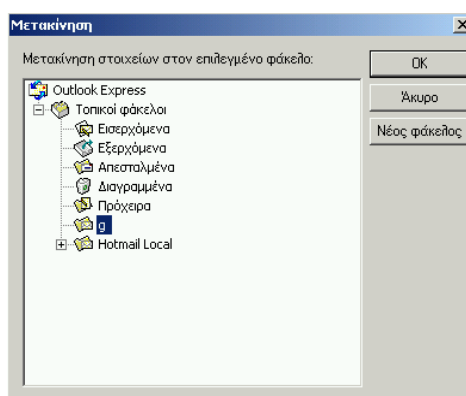 Μετακίνηση
Μετακίνηση στοιχείων στον επιλεγμένο φάκελο:
OK
Άκυρο
Νέος φάκελος
Outlook Express
Τοπικοί φάκελοι
Εισερχόμενα
Εξερχόμενα
Απεσταλμένα
Διαγραμμένα
Πρόχειρα
g
Hotmail Local